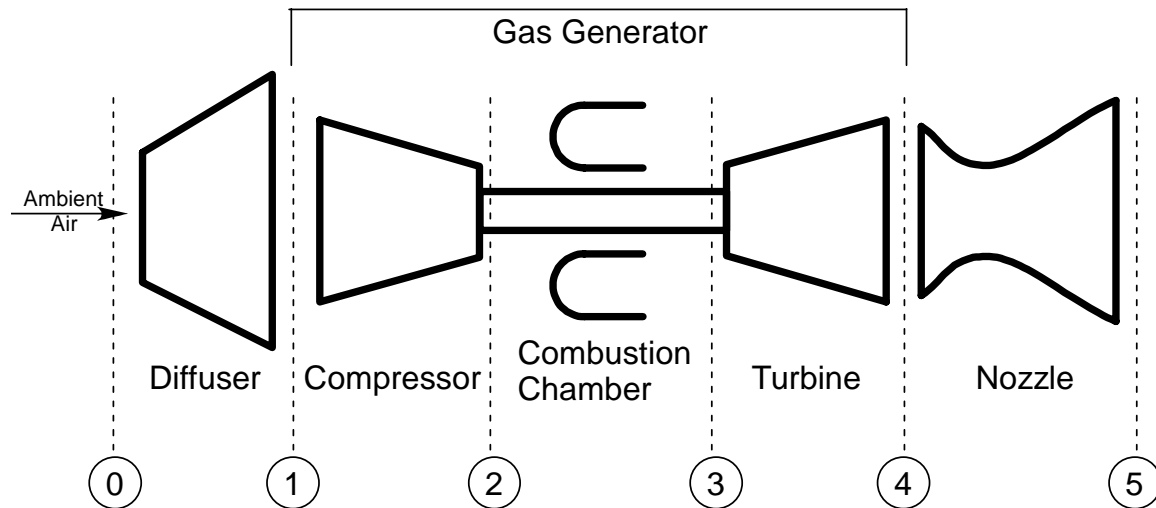 Gas Generator
Ambient
Air
Diffuser
Compressor
Combustion
Chamber
Turbine
Nozzle
0
1
2
3
4
5